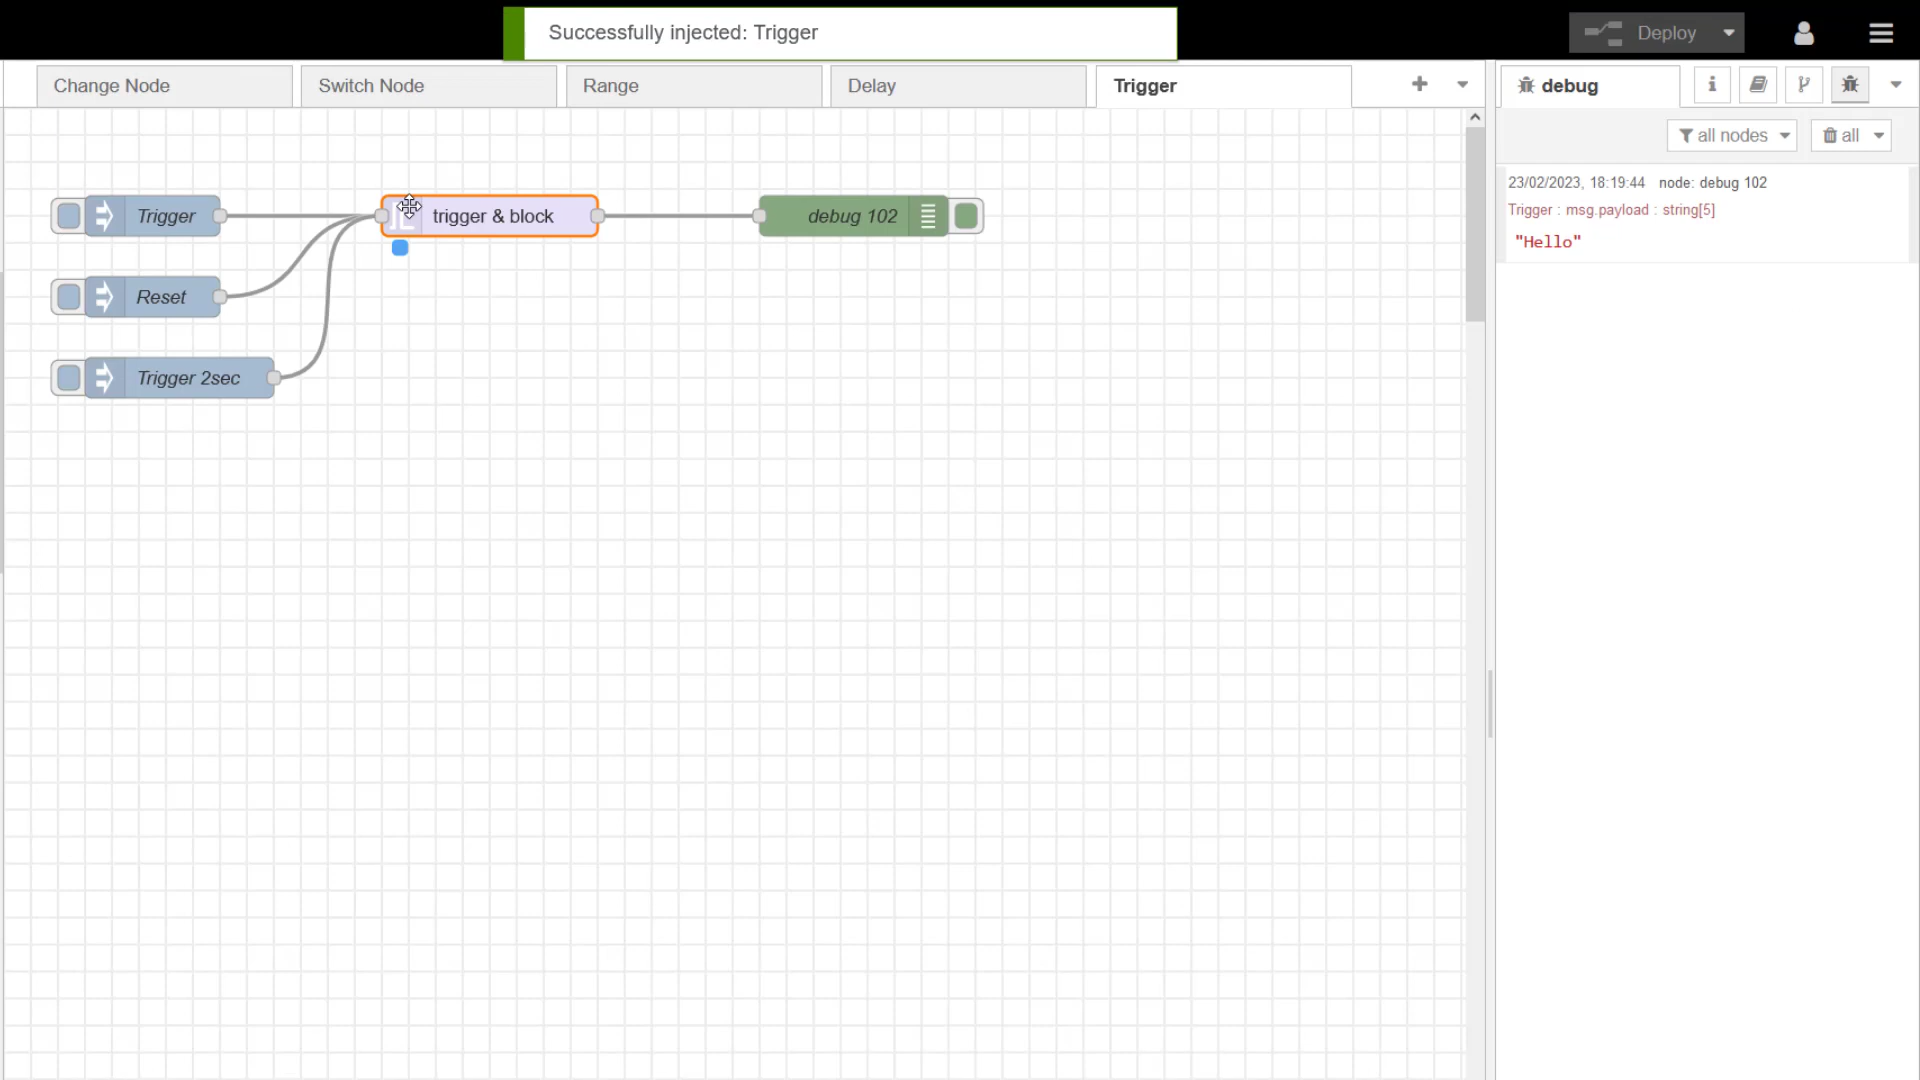 Successfully injected: Trigger
Deploy
Change Node
Switch Node
Range
Delay
Trigger
debug
all nodes
all
23/02/2023, 18:19:44 node: debug 102
Trigger : msg.payload : string[5]
"Hello"
Trigger
trigger & block
debug 102
Reset
Trigger 2sec